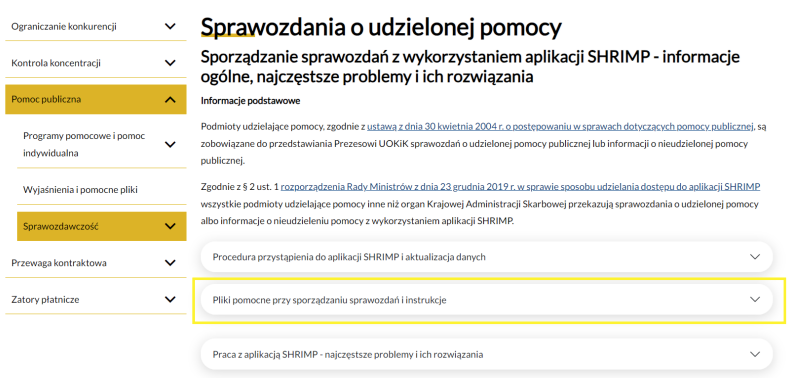 Ograniczanie konkurencji
Kontrola koncentracji
Pomoc publiczna
Programy pomocowe i pomoc
indywidualna
Wyjaśnienia i pomocne pliki
Sprawozdawczość
Przewaga kontraktowa
Zatory płatnicze
Sprawozdania o udzielonej pomocy
Sporządzanie sprawozdań z wykorzystaniem aplikacji SHRIMP - informacje
ogólne, najczęstsze problemy i ich rozwiązania
Informacje podstawowe
Podmioty udzielające pomocy, zgodnie z ustawą z dnia 30 kwietnia 2004 r. o postępowaniu w sprawach dotyczących pomocy publicznej, są
zobowiązane do przedstawiania Prezesowi UOKiK sprawozdań o udzielonej pomocy publicznej lub informacji o nieudzieleniu pomocy
publicznej.
Zgodnie z § 2 ust. 1 rozporządzenia Rady Ministrów z dnia 23 grudnia 2019 r. w sprawie sposobu udzielania dostępu do aplikacji SHRIMP
wszystkie podmioty udzielające pomocy inne niż organ Krajowej Administracji Skarbowej przekazują sprawozdania o udzielonej pomocy
albo informacje o nieudzieleniu pomocy z wykorzystaniem aplikacji SHRIMP.
Procedura przystąpienia do aplikacji SHRIMP i aktualizacja danych
Pliki pomocne przy sporządzaniu sprawozdań i instrukcje
Praca z aplikacją SHRIMP - najczęstsze problemy i ich rozwiązania